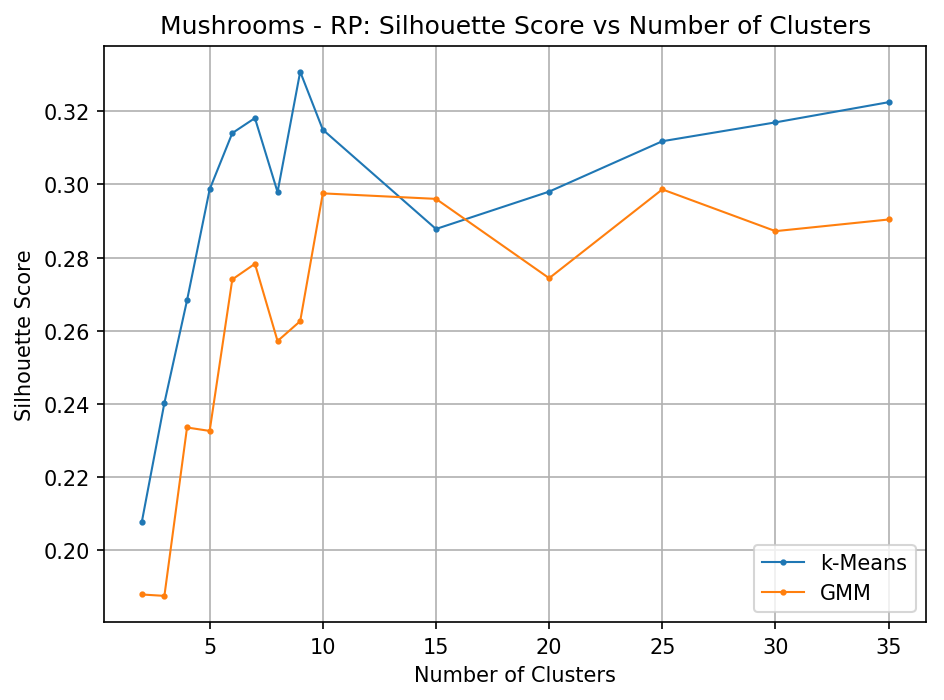 Mushrooms - RP: Silhouette Score vs Number of Clusters
Silhouette Score
0.32
0.30
0.28
0.26
0.24
0.22
0.20
k-Means
GMM
5 10 15 20 25 30 35
Number of Clusters